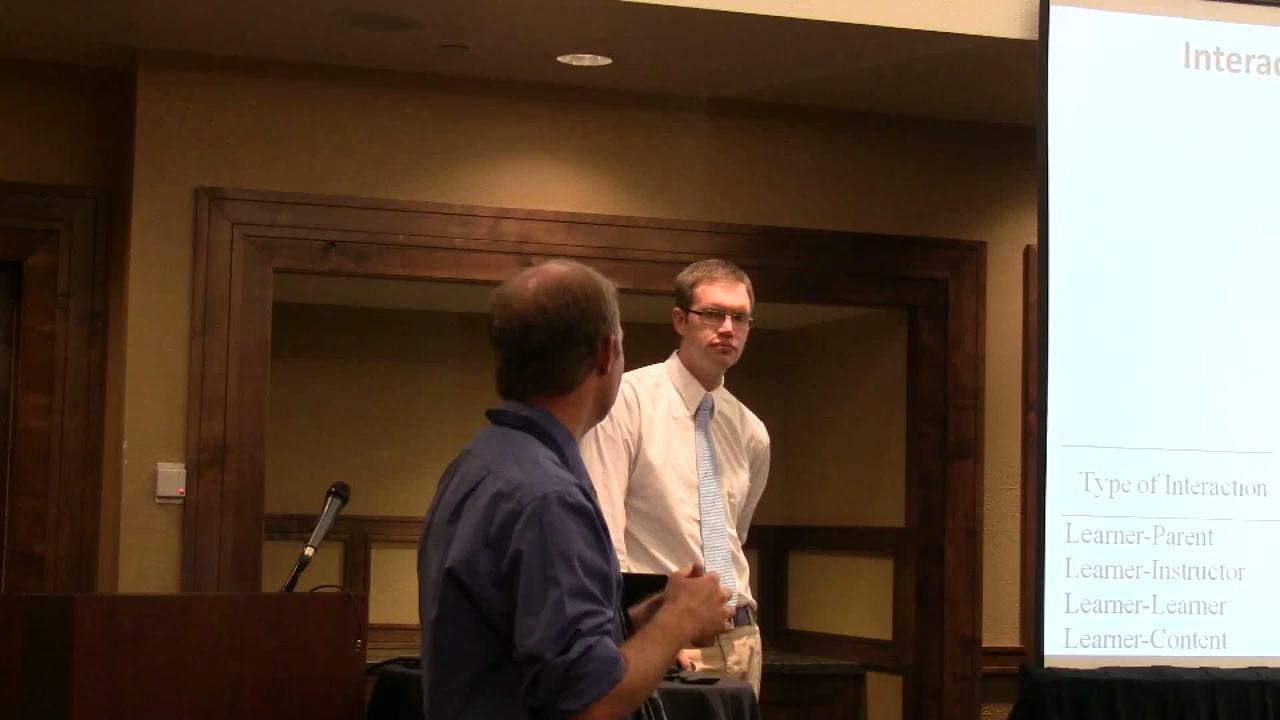 Interac
Type of Interaction
Learner-Parent
Learner-Instructor
Learner-Learner
Learner-Content